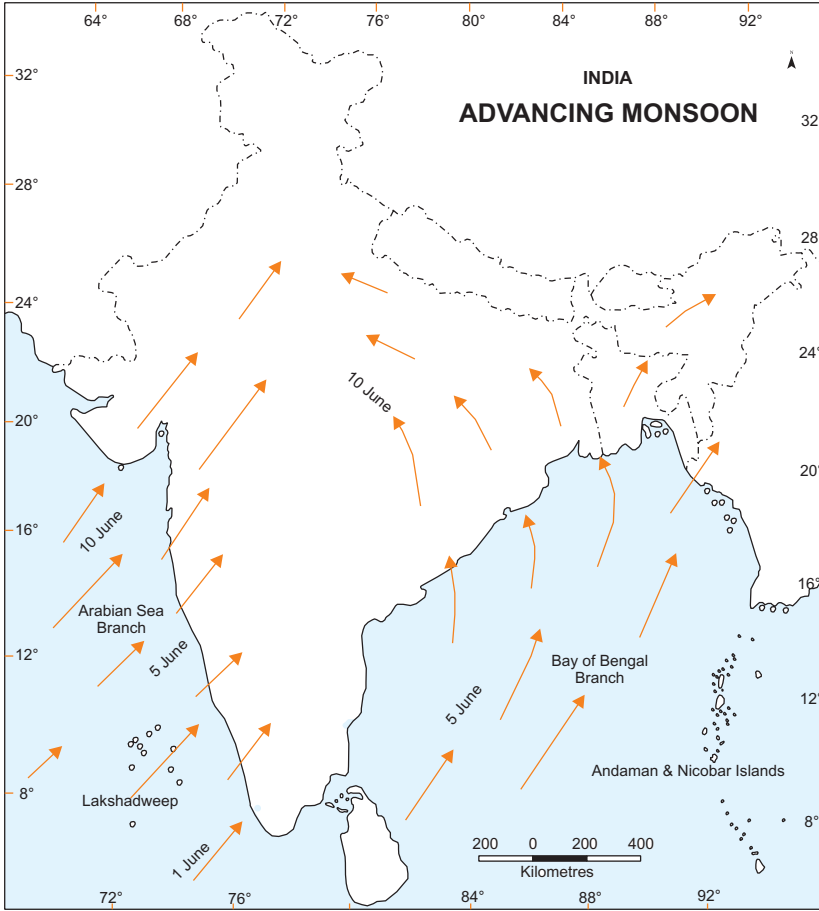 64°
68°
72°
76°
80°
84°
88°
92°
N
32°
INDIA
ADVANCING MONSOON
32°
28°
28°
24°
24°
10 June
20°
20°
16°
10 June
16°
Arabian Sea
Branch
5 June
12°
Bay of Bengal
Branch
5 June
12°
Andaman & Nicobar Islands
8°
Lakshadweep
8°
1 June
200 0 200 400
Kilometres
72°
76°
84°
88°
92°